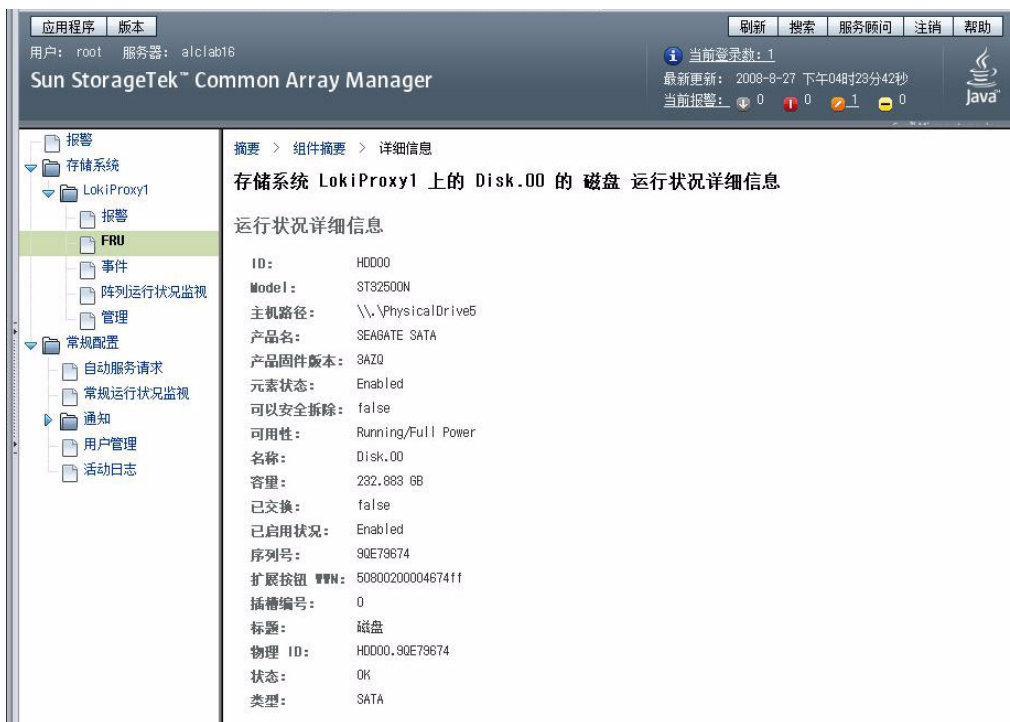 应用程序 版本 刷新 搜索 服务顾问 注销 帮助
用户: root 服务器: alclab16
当前登录数: 1
Sun StorageTek™ Common Array Manager
最新更新: 2008-8-27 下午04时23分42秒
当前报警: 0 0 1 0
Java™
报警
存储系统
LokiProxy1
报警
FRU
事件
阵列运行状况监视
管理
常规配置
自动服务请求
常规运行状况监视
通知
用户管理
活动日志
摘要 > 组件摘要 > 详细信息
存储系统 LokiProxy1 上的 Disk.00 的 磁盘 运行状况详细信息
运行状况详细信息
ID: HDD00
Model: ST32500N
主机路径: \\.\PhysicalDrive5
产品名: SEAGATE SATA
产品固件版本: 3AZQ
元素状态: Enabled
可以安全拆除: false
可用性: Running/Full Power
名称: Disk.00
容量: 232.883 GB
已交换: false
已启用状况: Enabled
序列号: 9QE79674
扩展按钮 WWN: 50800200004674ff
插槽编号: 0
标题: 磁盘
物理 ID: HDD00.9QE79674
状态: OK
类型: SATA